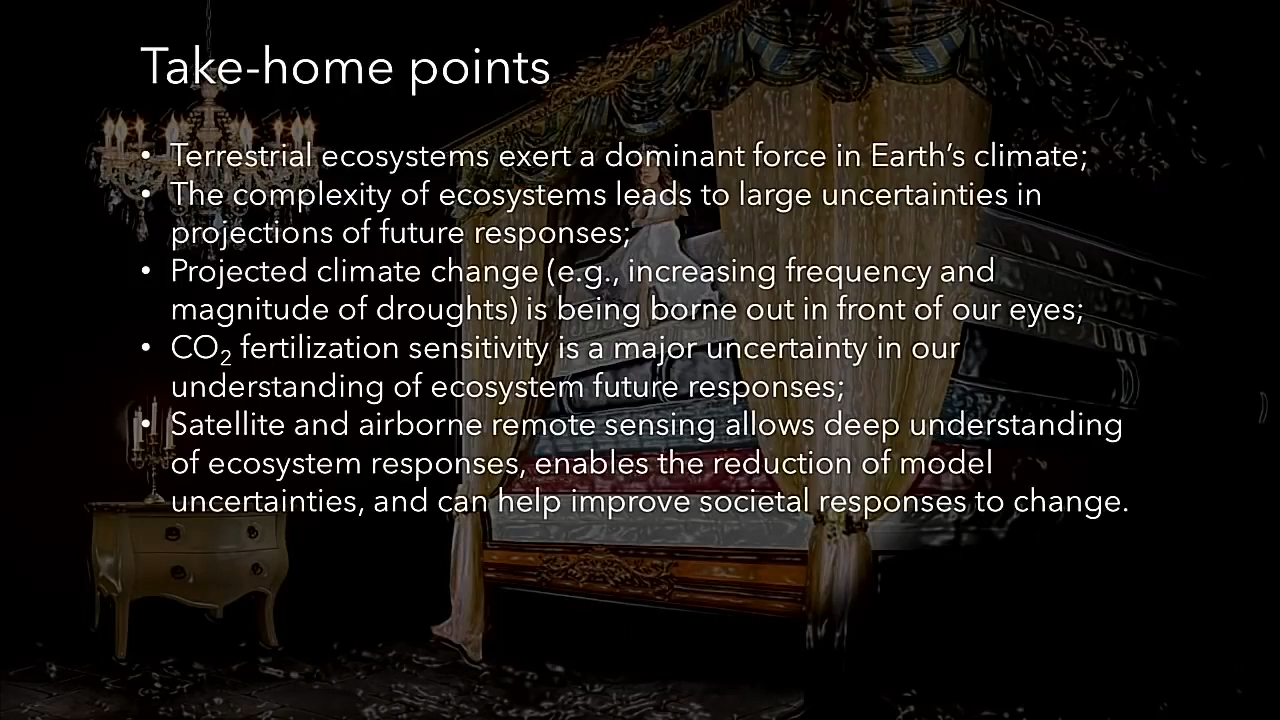 Take-home points
• Terrestrial ecosystems exert a dominant force in Earth’s climate;
• The complexity of ecosystems leads to large uncertainties in
projections of future responses;
• Projected climate change (e.g., increasing frequency and
magnitude of droughts) is being borne out in front of our eyes;
• CO₂ fertilization sensitivity is a major uncertainty in our
understanding of ecosystem future responses;
• Satellite and airborne remote sensing allows deep understanding
of ecosystem responses, enables the reduction of model
uncertainties, and can help improve societal responses to change.